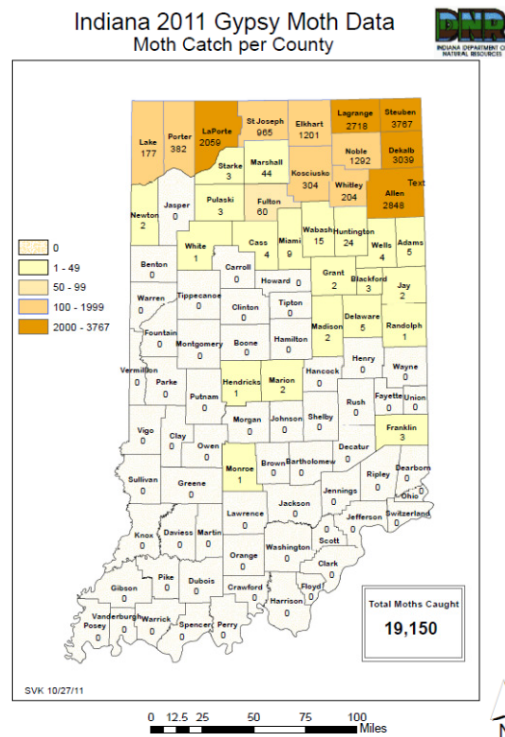 Indiana 2011 Gypsy Moth Data
Moth Catch per County
DNR
INDIANA DEPARTMENT OF
NATURAL RESOURCES
Lake
177
Porter
382
LaPorte
2059
St Joseph
965
Elkhart
1201
Lagrange
2718
Steuben
3767
Starke
3
Marshall
44
Noble
1292
Dekalb
3039
Kosciusko
304
Whitley
204
Allen
Text
2848
Newton
2
Jasper
0
Pulaski
3
Fulton
60
White
1
Cass
4
Miami
9
Wabash
15
Huntington
24
Wells
4
Adams
5
0
1 - 49
50 - 99
100 - 1999
2000 - 3767
Benton
0
Carroll
0
Howard 0
Grant
2
Blackford
3
Jay
2
Warren
0
Tippecanoe
0
Clinton
0
Tipton
0
Madison
2
Delaware
5
Randolph
1
Fountain
0
Montgomery
0
Boone
0
Hamilton
0
Henry
0
Wayne
0
Vermillion
0
Parke
0
Putnam
0
Hendricks
1
Marion
2
Hancock
0
Rush
0
Fayette
0
Union
0
Vigo
0
Clay
0
Owen
0
Morgan
0
Johnson
0
Shelby
0
Decatur
0
Franklin
3
Sullivan
0
Greene
0
Monroe
1
Brown
0
Bartholomew
0
Jennings
0
Ripley
0
Dearborn
0
Ohio
0
Knox
0
Daviess
0
Martin
0
Lawrence
0
Jackson
0
Scott
0
Jefferson
0
Switzerland
0
Orange
0
Washington
0
Clark
0
Gibson
0
Pike
0
Dubois
0
Crawford
0
Harrison
0
Floyd
0
Posey
0
Vanderburgh
0
Warrick
0
Spencer
0
Perry
0
Total Moths Caught
19,150
SVK 10/27/11
0 12.5 25 50 75 100
Miles
N